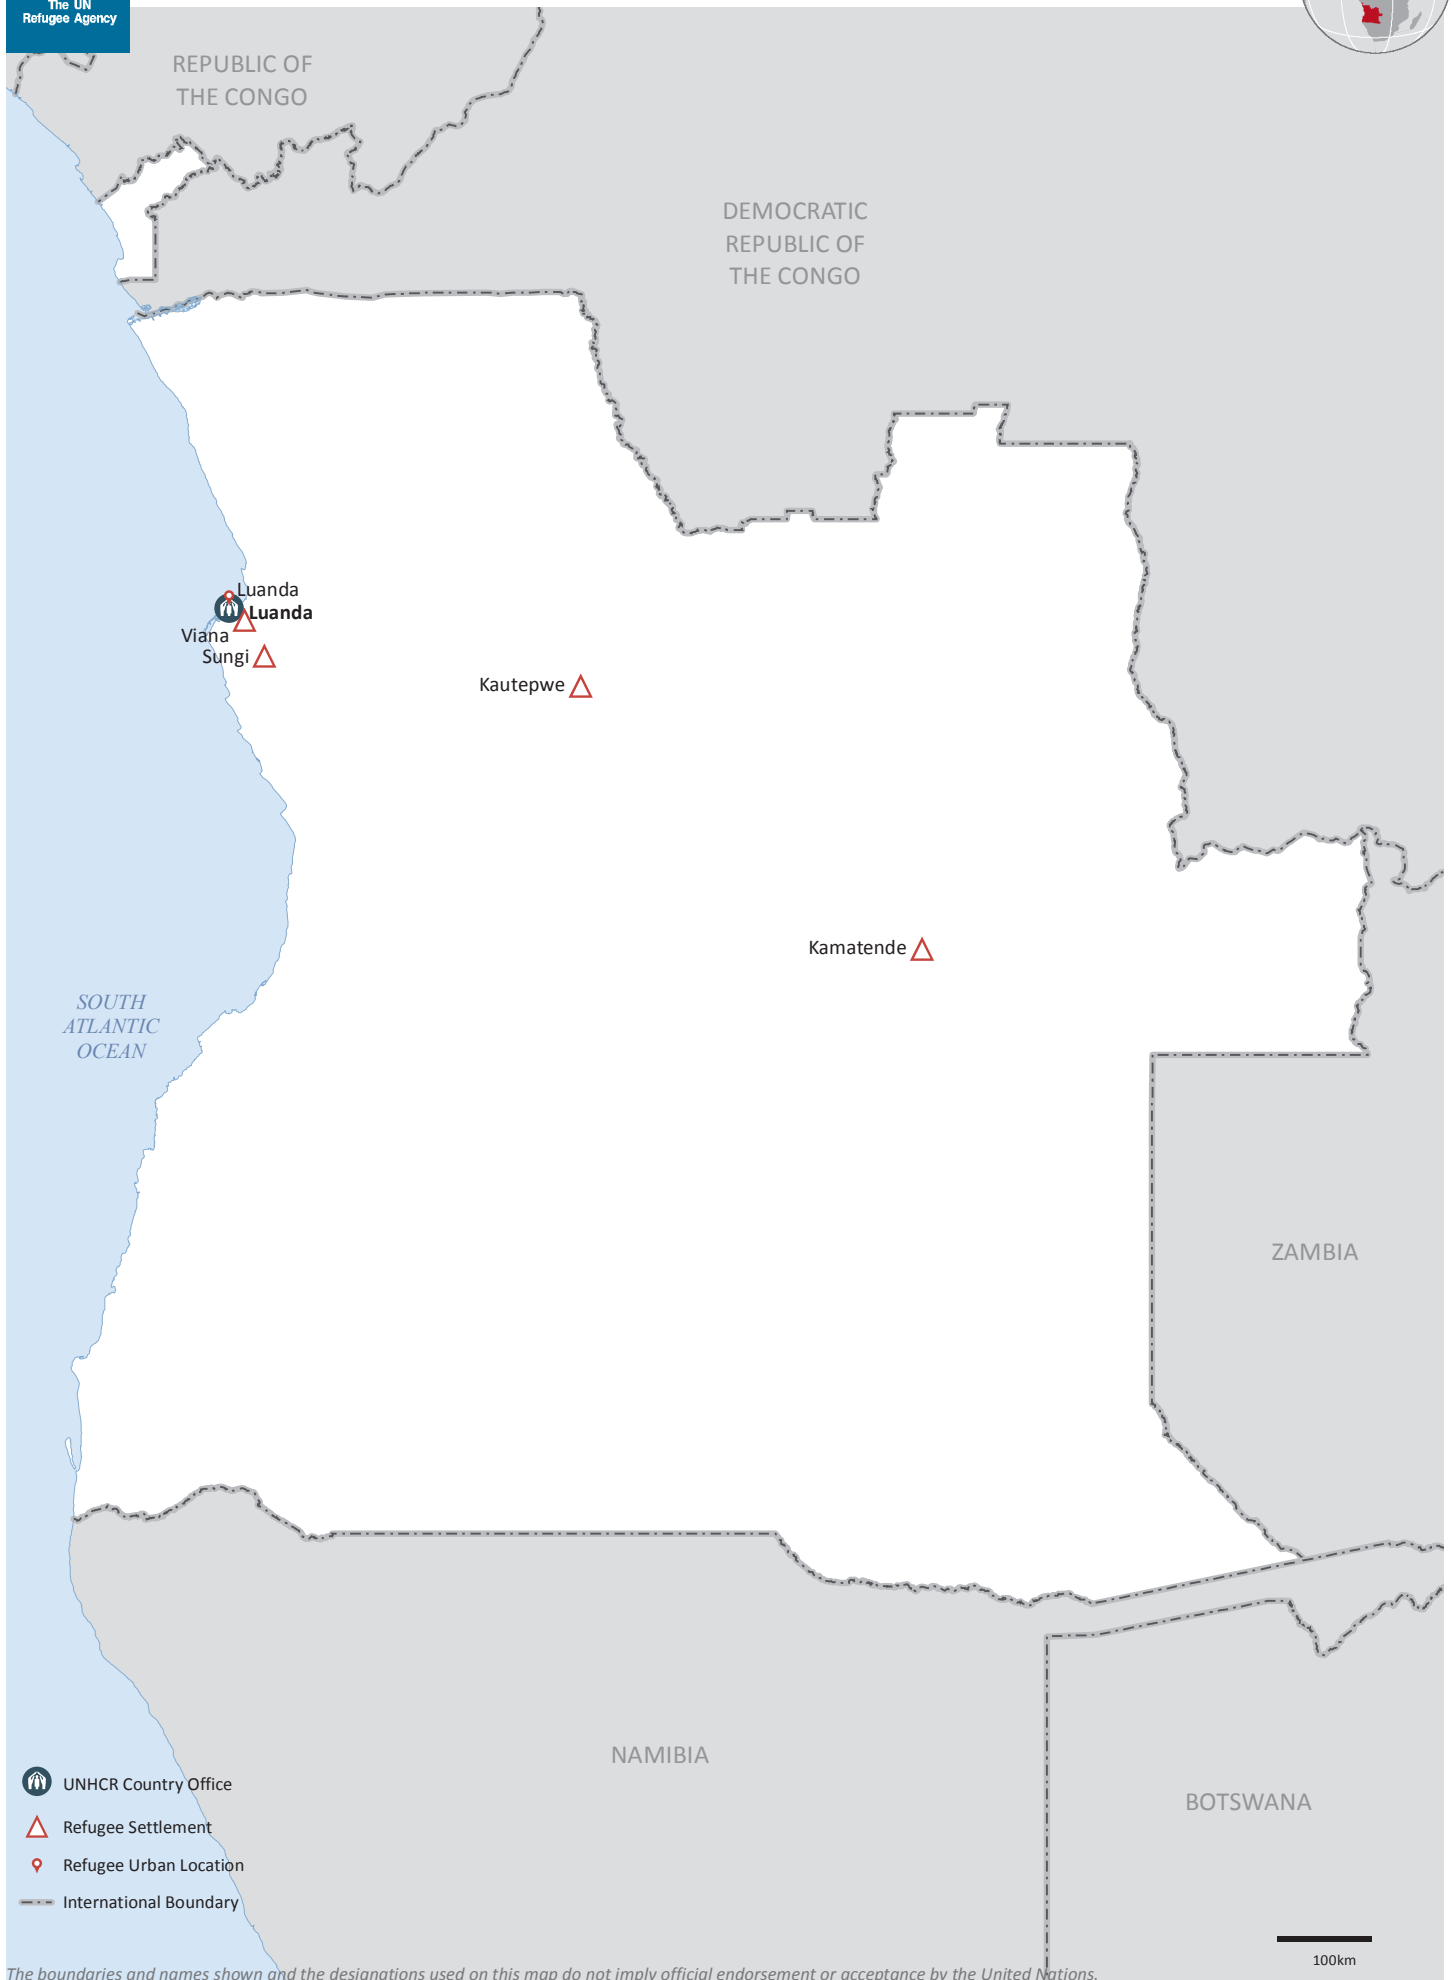 The UN
Refugee Agency
REPUBLIC OF
THE CONGO
DEMOCRATIC
REPUBLIC OF
THE CONGO
Luanda
Luanda
Viana
Sungi
Kautepwe
Kamatende
SOUTH
ATLANTIC
OCEAN
ZAMBIA
NAMIBIA
BOTSWANA
UNHCR Country Office
Refugee Settlement
Refugee Urban Location
International Boundary
100km
The boundaries and names shown and the designations used on this map do not imply official endorsement or acceptance by the United Nations.